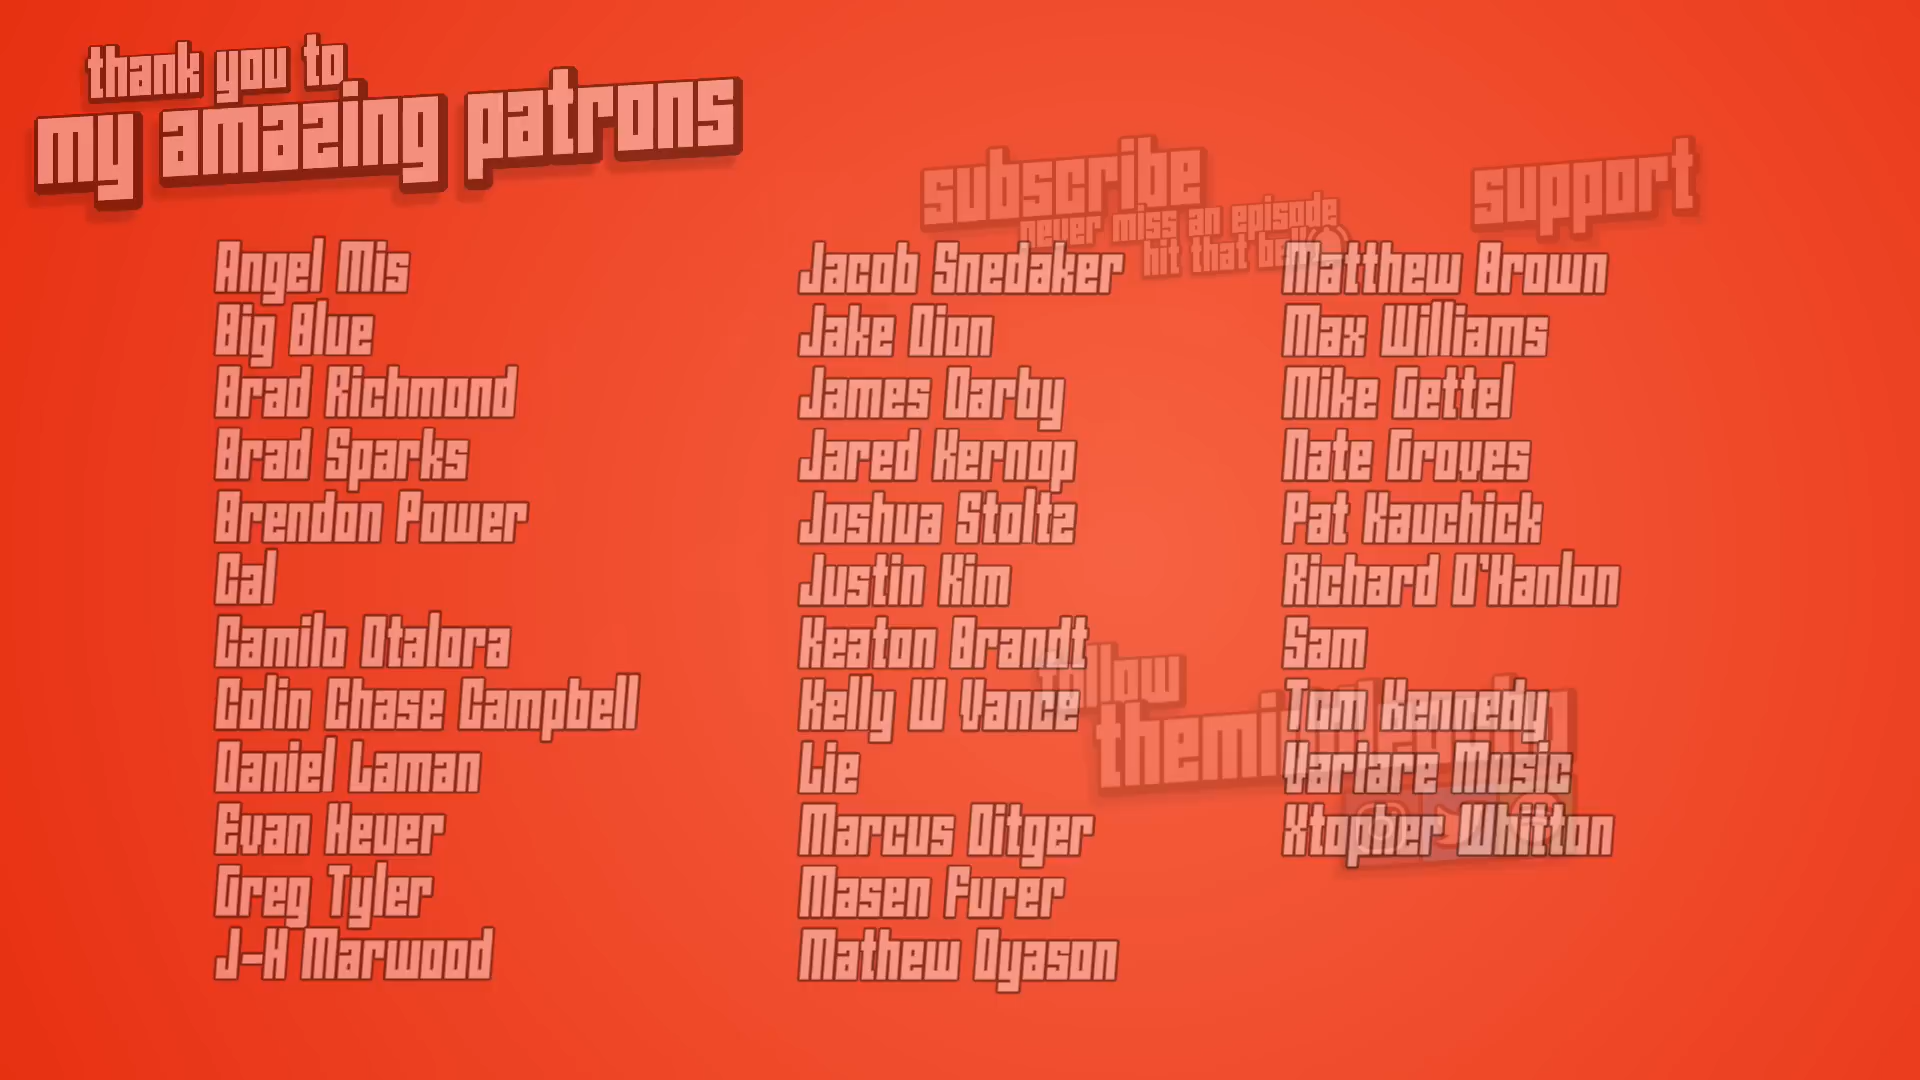 thank you to
my amazing patrons
subscribe
never miss an episode
hit that bell
support
Angel Mis
Big Blue
Brad Richmond
Brad Sparks
Brendon Power
Cal
Camilo Otalora
Colin Chase Campbell
Daniel Laman
Evan Heuer
Greg Tyler
J-H Marwood
Jacob Snedaker
Jake Dion
James Darby
Jared Kernop
Joshua Stoltz
Justin Kim
Keaton Brandt
Kelly W Vance
Lie
Marcus Ditger
Masen Furer
Mathew Dyason
Matthew Brown
Max Williams
Mike Gettel
Nate Groves
Pat Kauchick
Richard O'Hanlon
Sam
Tom Kennedy
Variare Music
Xtopher Whitton
follow